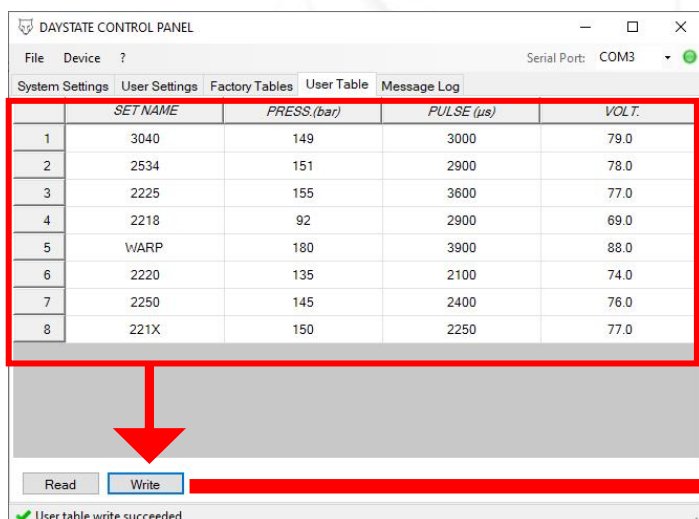 DAYSTATE CONTROL PANEL
File Device ? Serial Port: COM3
System Settings User Settings Factory Tables User Table Message Log
SET NAME PRESS.(bar) PULSE (µs) VOLT.
1 3040 149 3000 79.0
2 2534 151 2900 78.0
3 2225 155 3600 77.0
4 2218 92 2900 69.0
5 WARP 180 3900 88.0
6 2220 135 2100 74.0
7 2250 145 2400 76.0
8 221X 150 2250 77.0
Read Write
User table write succeeded